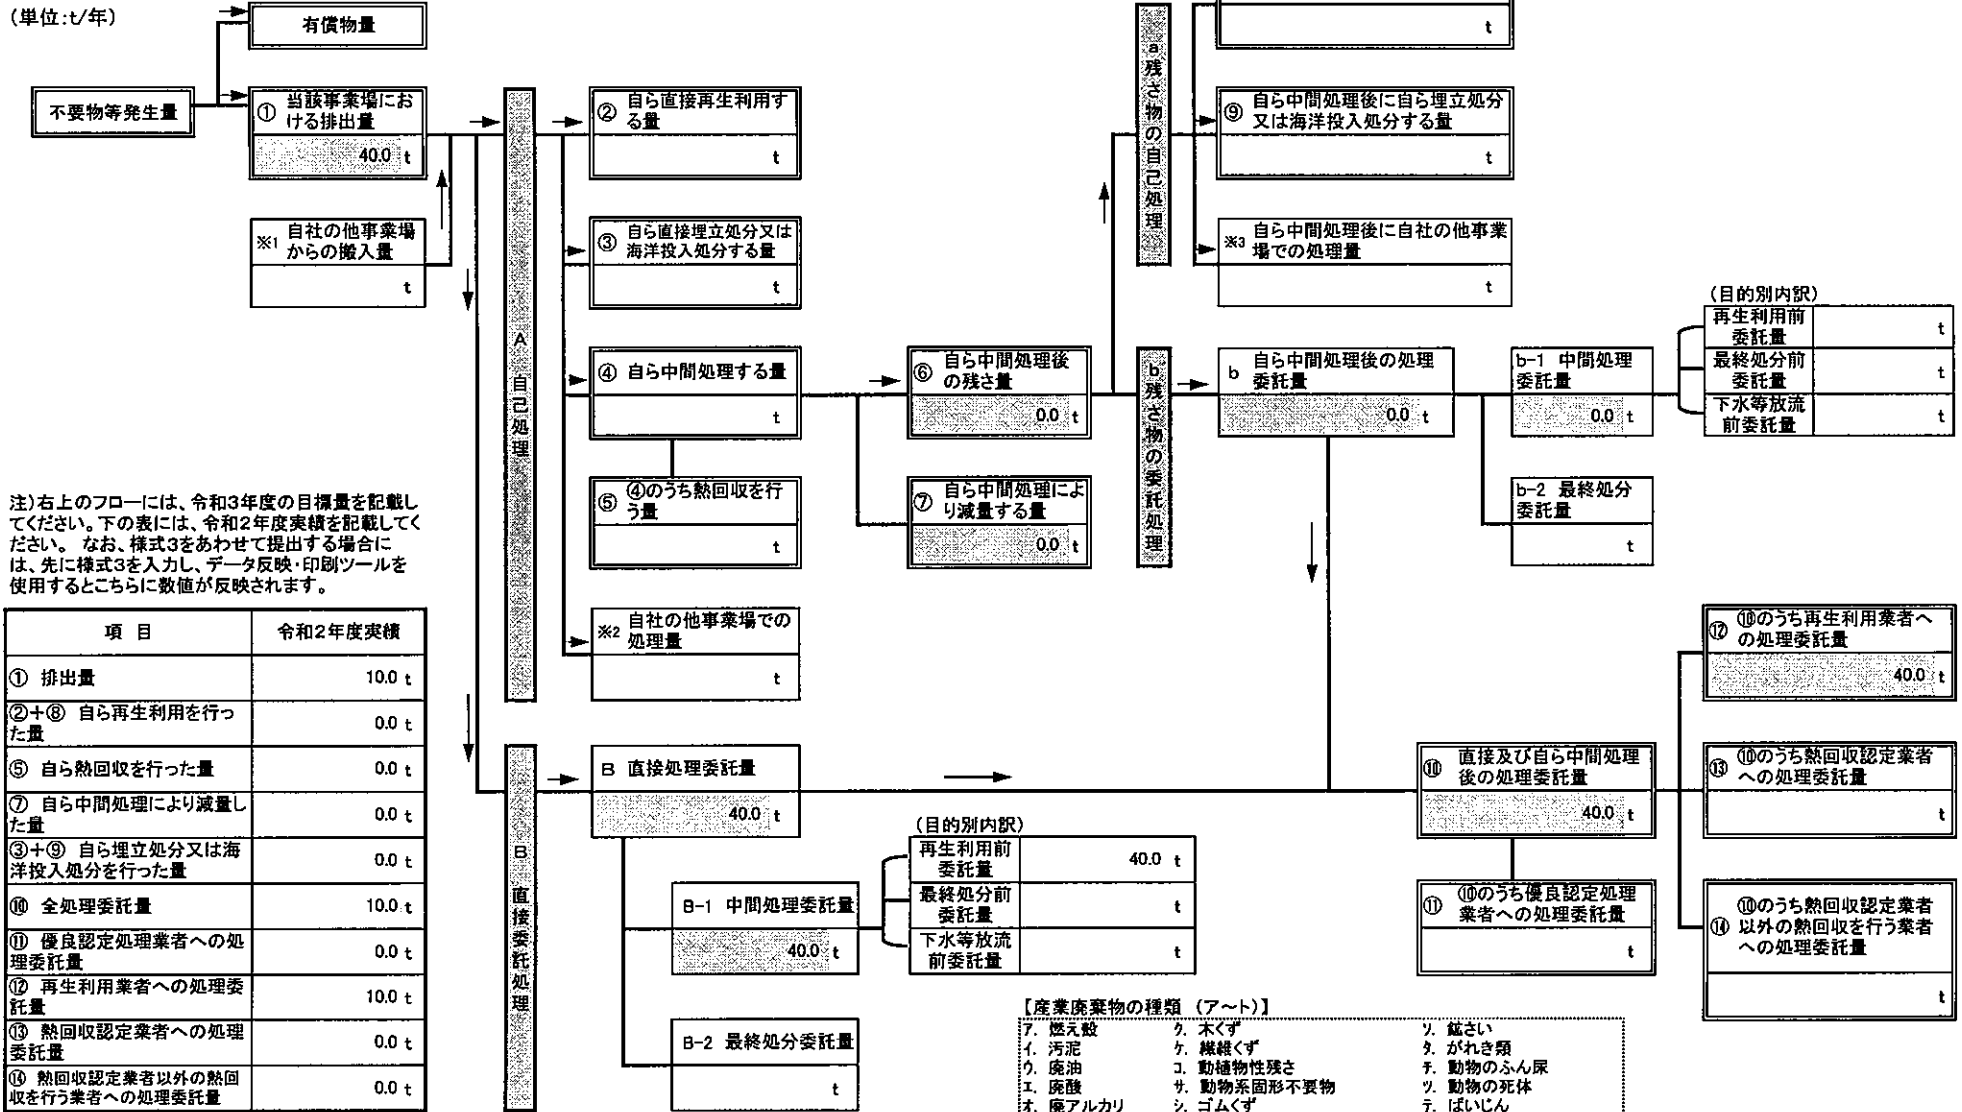 (単位:t/年)
有償物量
不要物等発生量
① 当該事業場にお
ける排出量
40.0 t
※1 自社の他事業場
からの搬入量
t
A 自己処理
② 自ら直接再生利用す
る量
t
③ 自ら直接埋立処分又は
海洋投入処分する量
t
④ 自ら中間処理する量
t
⑤ ④のうち熱回収を行
う量
t
※2 自社の他事業場での
処理量
t
⑥ 自ら中間処理後
の残さ量
0.0 t
⑦ 自ら中間処理によ
り減量する量
0.0 t
a 残さ物の自己処理
t
⑨ 自ら中間処理後に自ら埋立処分
又は海洋投入処分する量
t
※3 自ら中間処理後に自社の他事業
場での処理量
t
b 残さ物の委託処理
b 自ら中間処理後の処理
委託量
0.0 t
b-1 中間処理
委託量
0.0 t
(目的別内訳)
再生利用前
委託量 t
最終処分前
委託量 t
下水等放流
前委託量 t
b-2 最終処分
委託量
t
注)右上のフローには、令和3年度の目標量を記載し
てください。下の表には、令和2年度実績を記載してく
ださい。 なお、様式3をあわせて提出する場合に
は、先に様式3を入力し、データ反映・印刷ツールを
使用するとこちらに数値が反映されます。
項 目 令和2年度実績
① 排出量 10.0 t
②+⑧ 自ら再生利用を行っ
た量 0.0 t
⑤ 自ら熱回収を行った量 0.0 t
⑦ 自ら中間処理により減量し
た量 0.0 t
③+⑨ 自ら埋立処分又は海
洋投入処分を行った量 0.0 t
⑩ 全処理委託量 10.0 t
⑪ 優良認定処理業者への処
理委託量 0.0 t
⑫ 再生利用業者への処理委
託量 10.0 t
⑬ 熱回収認定業者への処理
委託量 0.0 t
⑭ 熱回収認定業者以外の熱回
収を行う業者への処理委託量 0.0 t
B 直接委託処理
B 直接処理委託量
40.0 t
B-1 中間処理委託量
40.0 t
(目的別内訳)
再生利用前
委託量 40.0 t
最終処分前
委託量 t
下水等放流
前委託量 t
B-2 最終処分委託量
t
⑩ 直接及び自ら中間処理
後の処理委託量
40.0 t
⑪ ⑩のうち優良認定処理
業者への処理委託量
t
⑫ ⑩のうち再生利用業者へ
の処理委託量
40.0 t
⑬ ⑩のうち熱回収認定業者
への処理委託量
t
⑭ ⑩のうち熱回収認定業者
以外の熱回収を行う業者
への処理委託量
t
【産業廃棄物の種類 (ア~ト)】
ア. 燃え殻 ク. 木くず ソ. 鉱さい
イ. 汚泥 ケ. 繊維くず タ. がれき類
ウ. 廃油 コ. 動植物性残さ チ. 動物のふん尿
エ. 廃酸 サ. 動物系固形不要物 ツ. 動物の死体
オ. 廃アルカリ シ. ゴムくず テ. ばいじん